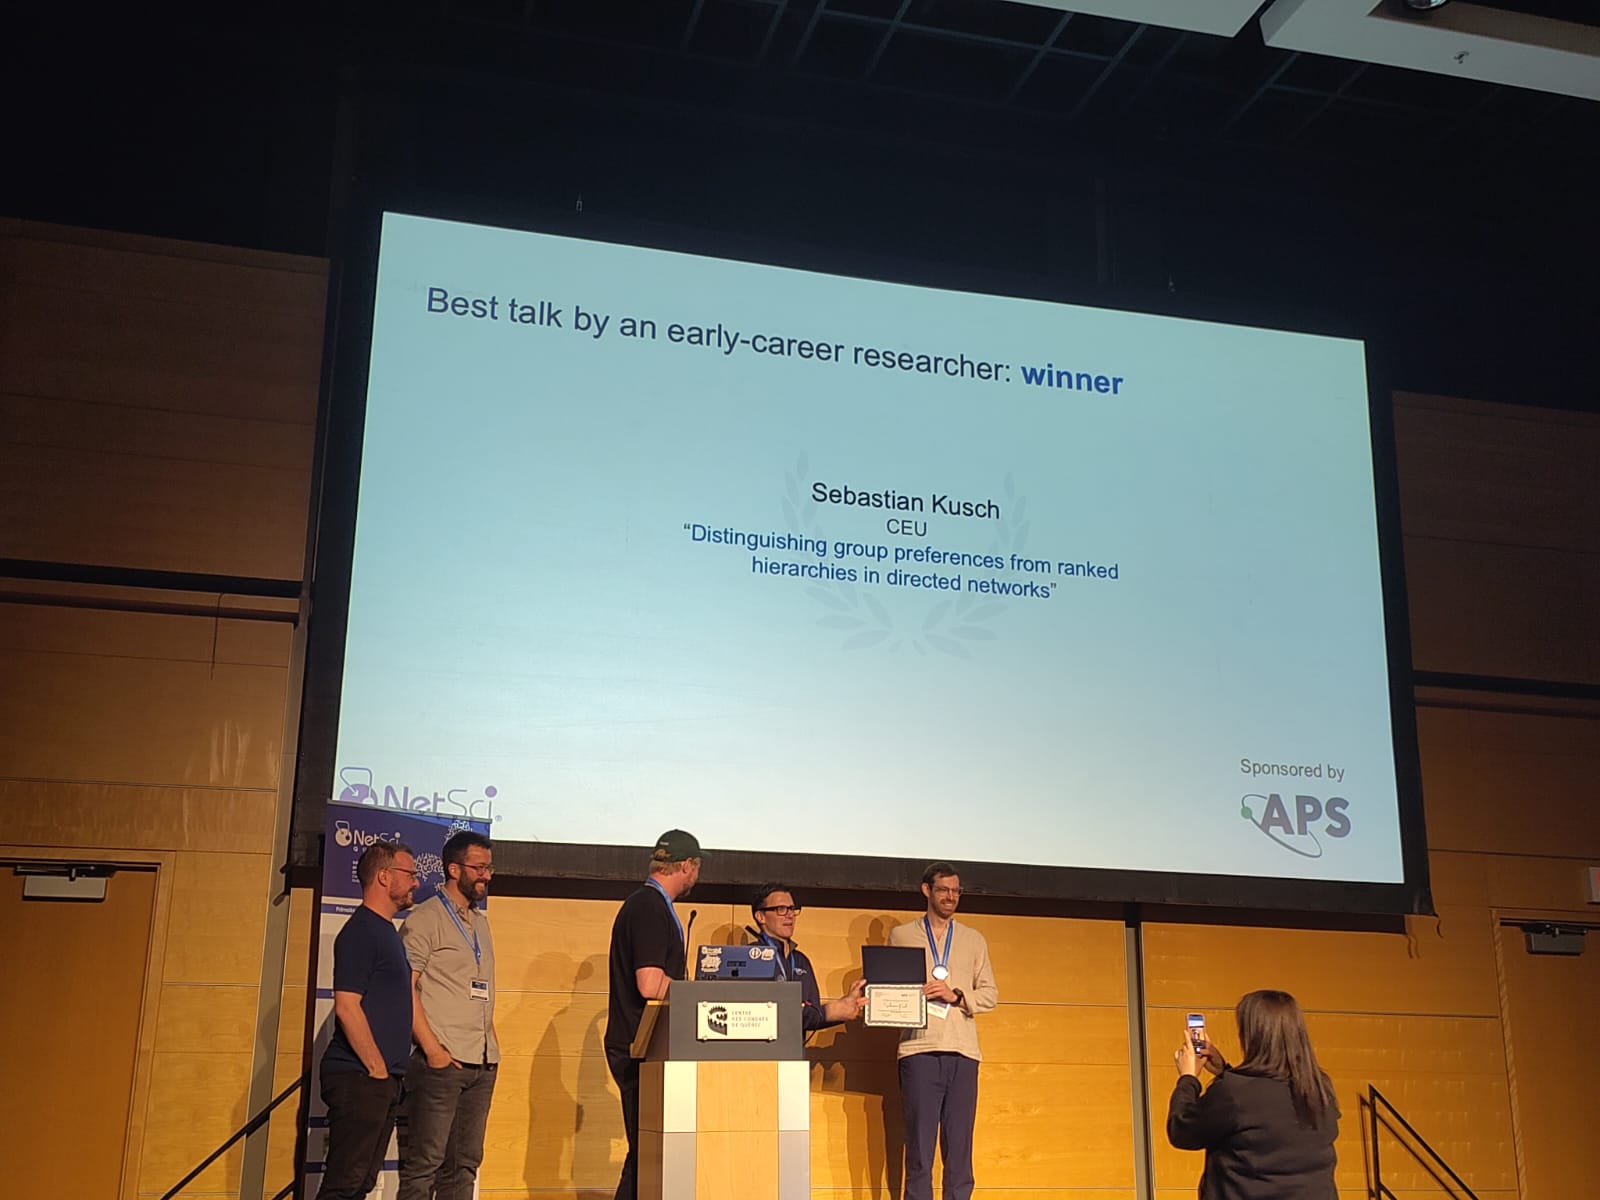 Best talk by an early-career researcher: winner
Sebastian Kusch
CEU
“Distinguishing group preferences from ranked
hierarchies in directed networks”
Sponsored by
APS
NetSci
NetSci
CENTRE
DES CONGRÈS
DE QUÉBEC